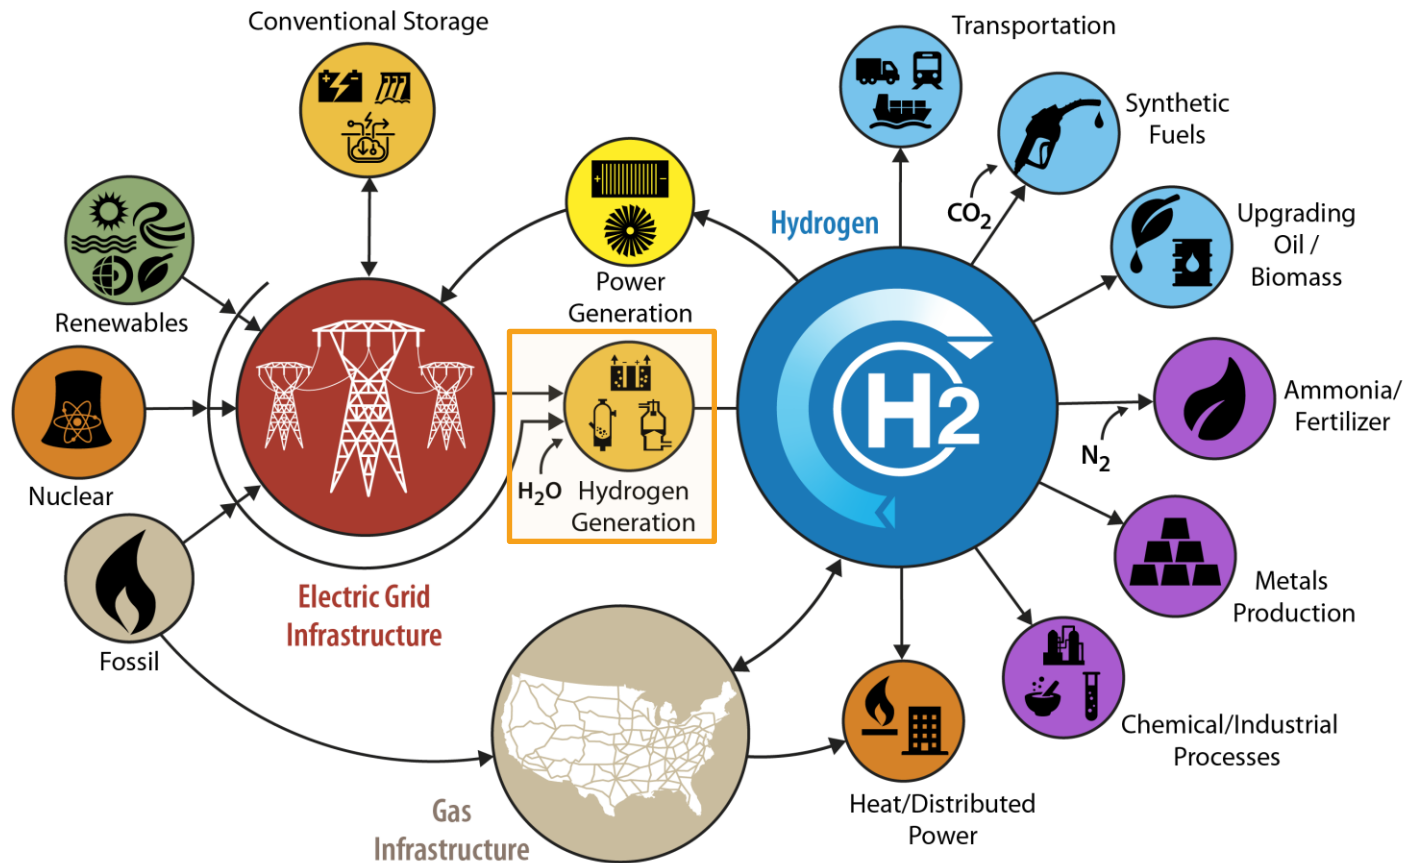 Conventional Storage
Transportation
Synthetic
Fuels
CO₂
Renewables
Power
Generation
Hydrogen
Upgrading
Oil /
Biomass
+
−
H2
Nuclear
− +
H₂O
Hydrogen
Generation
Ammonia/
Fertilizer
N₂
Fossil
Electric Grid
Infrastructure
Metals
Production
Gas
Infrastructure
Heat/Distributed
Power
Chemical/Industrial
Processes